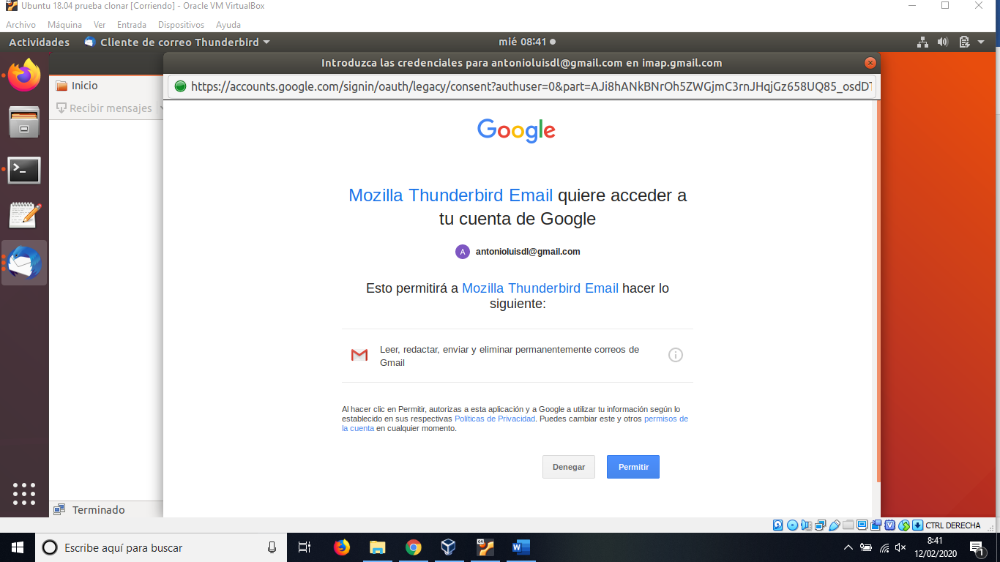 Ubuntu 18.04 prueba clonar [Corriendo] - Oracle VM VirtualBox
Archivo Máquina Ver Entrada Dispositivos Ayuda
Actividades Cliente de correo Thunderbird mié 08:41
Introduzca las credenciales para antonioluisdl@gmail.com en imap.gmail.com
https://accounts.google.com/signin/oauth/legacy/consent?authuser=0&part=AJi8hANkBNrOh5ZWGjmC3rnJHqjGz658UQ85_osdDT
Inicio
Recibir mensajes
Google
Mozilla Thunderbird Email quiere acceder a
tu cuenta de Google
A antonioluisdl@gmail.com
Esto permitirá a Mozilla Thunderbird Email hacer lo
siguiente:
Leer, redactar, enviar y eliminar permanentemente correos de
Gmail
Al hacer clic en Permitir, autorizas a esta aplicación y a Google a utilizar tu información según lo
establecido en sus respectivas Políticas de Privacidad. Puedes cambiar este y otros permisos de
la cuenta en cualquier momento.
Denegar Permitir
Terminado
CTRL DERECHA
Escribe aquí para buscar
64
8:41
12/02/2020
1